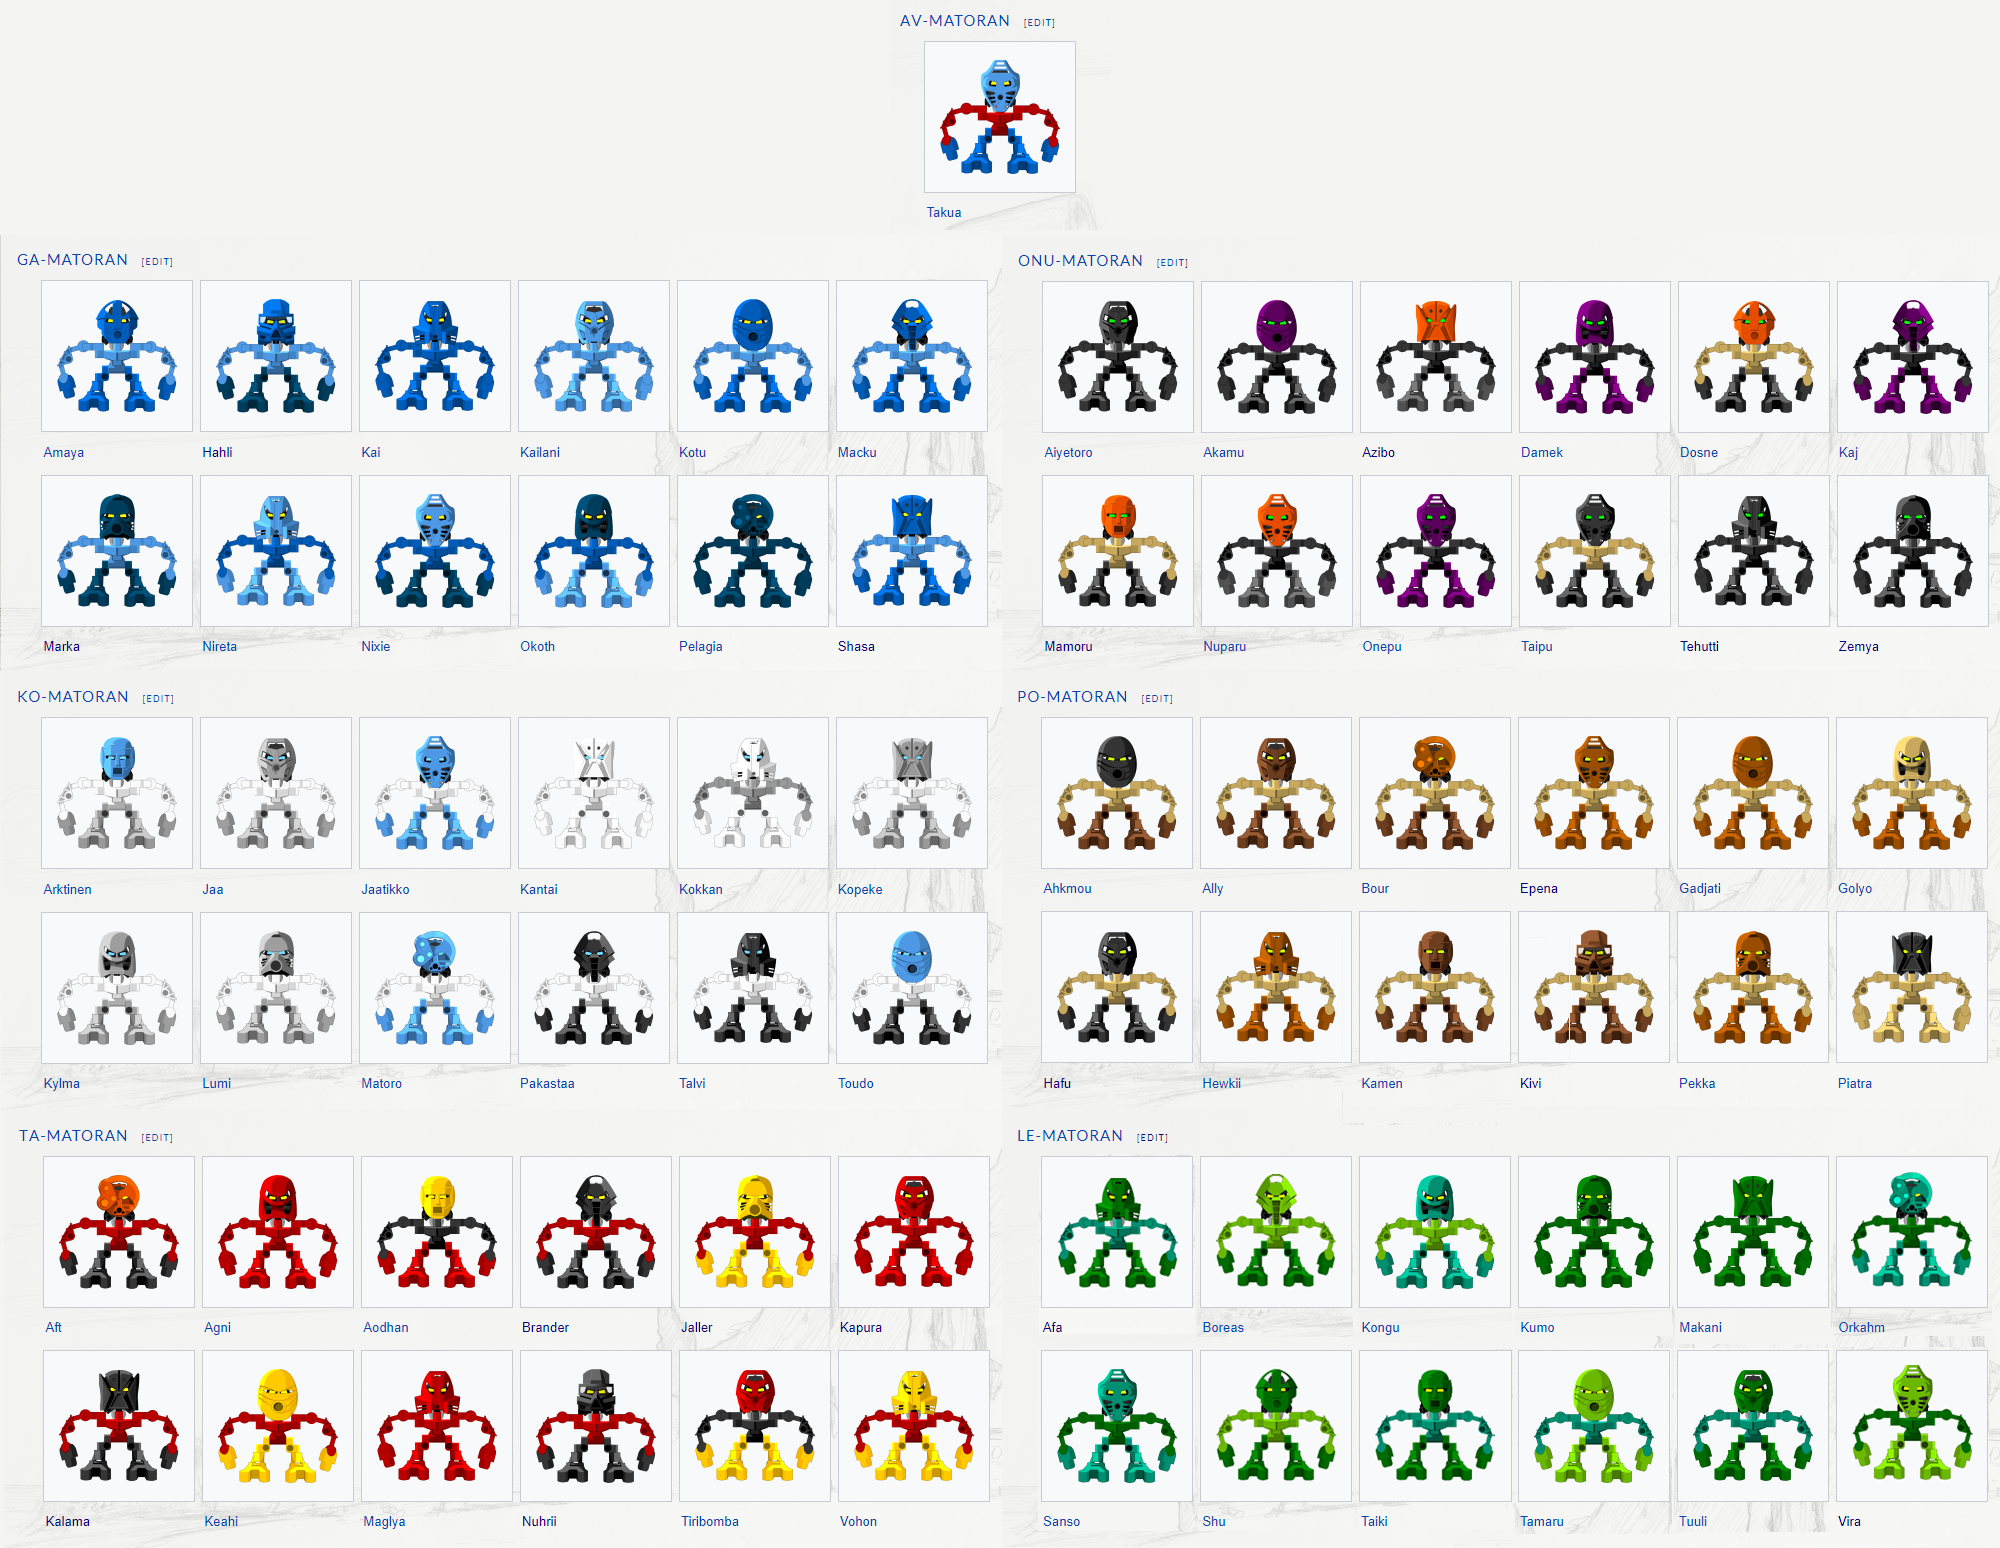 AV-MATORAN [EDIT]
Takua
GA-MATORAN [EDIT]
Amaya Hahli Kai Kailani Kotu Macku
Marka Nireta Nixie Okoth Pelagia Shasa
ONU-MATORAN [EDIT]
Aiyetoro Akamu Azibo Damek Dosne Kaj
Mamoru Nuparu Onepu Taipu Tehutti Zemya
KO-MATORAN [EDIT]
Arktinen Jaa Jaatikko Kantai Kokkan Kopeke
Kylma Lumi Matoro Pakastaa Talvi Toudo
PO-MATORAN [EDIT]
Ahkmou Ally Bour Epena Gadjati Golyo
Hafu Hewkii Kamen Kivi Pekka Piatra
TA-MATORAN [EDIT]
Aft Agni Aodhan Brander Jaller Kapura
Kalama Keahi Maglya Nuhrii Tiribomba Vohon
LE-MATORAN [EDIT]
Afa Boreas Kongu Kumo Makani Orkahm
Sanso Shu Taiki Tamaru Tuuli Vira